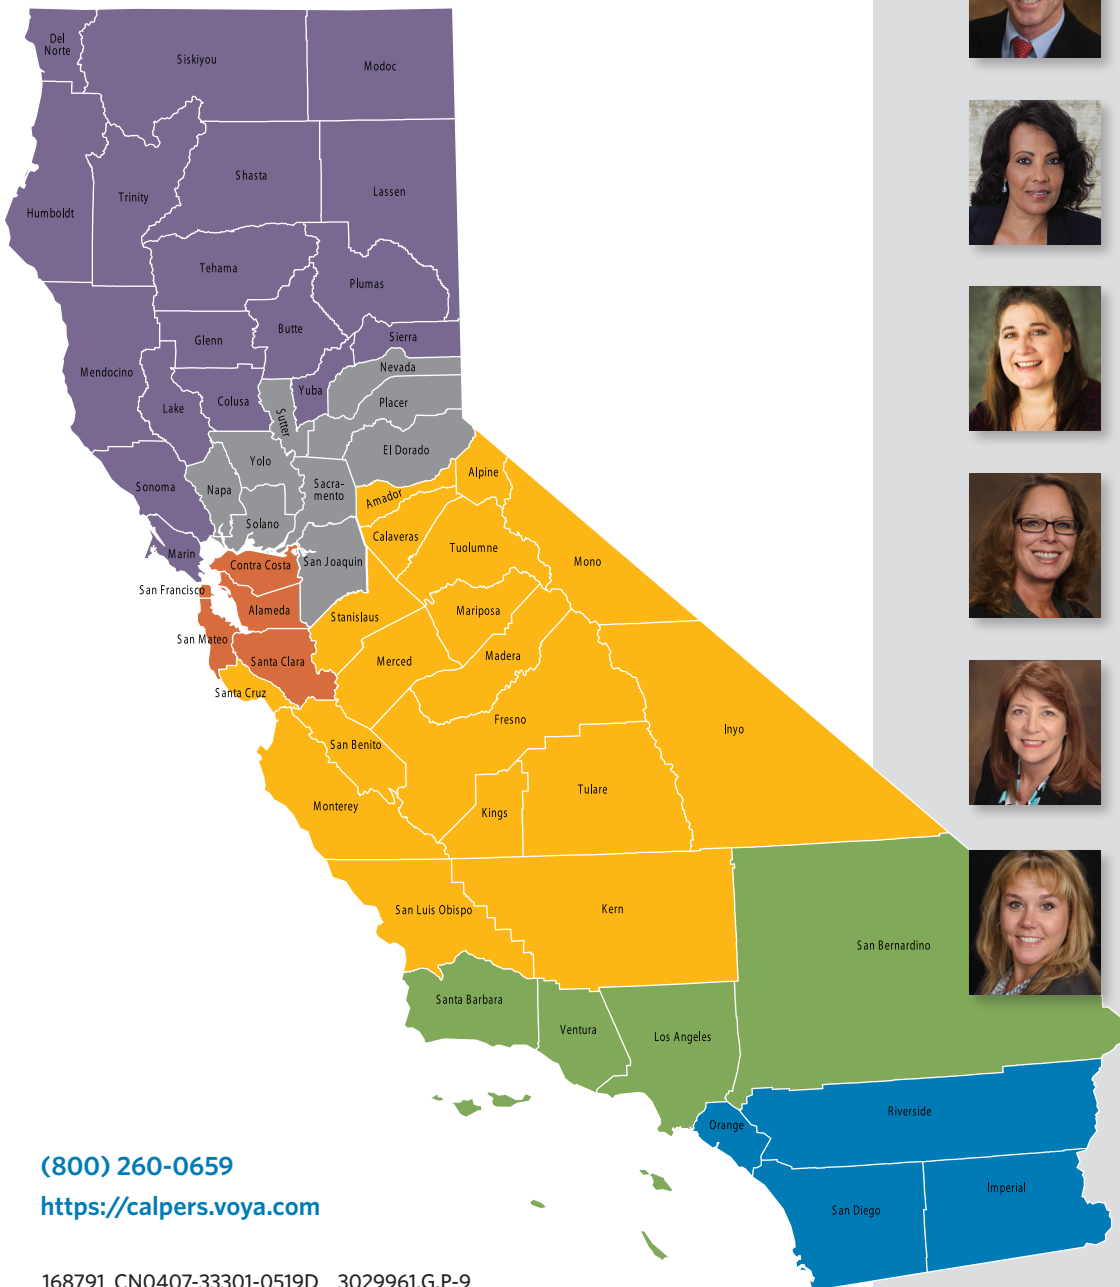 Del
Norte
Siskiyou
Modoc
Shasta
Lassen
Trinity
Humboldt
Tehama
Plumas
Butte
Glenn
Sierra
Nevada
Mendocino
Yuba
Placer
Colusa
Lake
Sutter
El Dorado
Yolo
Alpine
Sonoma
Napa
Sacra-
mento
Amador
Solano
Calaveras
Tuolumne
Marin
Contra Costa
San Joaquin
Mono
San Francisco
Alameda
Stanislaus
Mariposa
San Mateo
Santa Clara
Merced
Madera
Santa Cruz
Fresno
Inyo
San Benito
Tulare
Monterey
Kings
San Luis Obispo
Kern
San Bernardino
Santa Barbara
Ventura
Los Angeles
Riverside
Orange
Imperial
San Diego
(800) 260-0659
https://calpers.voya.com
168791 CN0407-33301-0519D 3029961.G.P-9